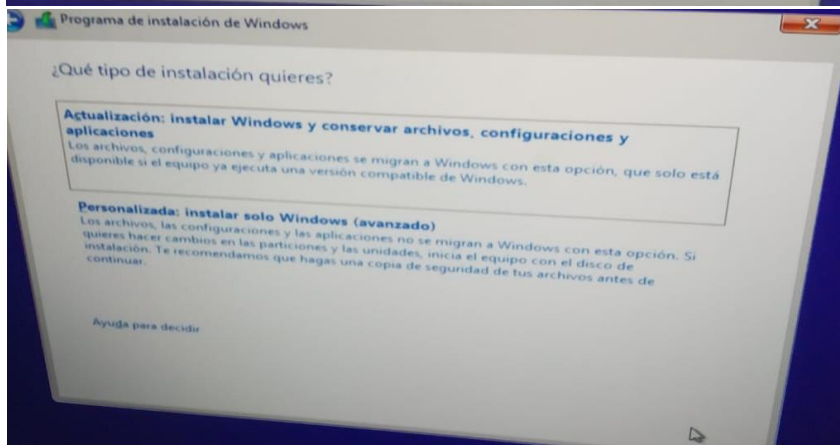 Programa de instalación de Windows
¿Qué tipo de instalación quieres?
Actualización: instalar Windows y conservar archivos, configuraciones y
aplicaciones
Los archivos, configuraciones y aplicaciones se migran a Windows con esta opción, que solo está
disponible si el equipo ya ejecuta una versión compatible de Windows.
Personalizada: instalar solo Windows (avanzado)
Los archivos, las configuraciones y las aplicaciones no se migran a Windows con esta opción. Si
quieres hacer cambios en las particiones y las unidades, inicia el equipo con el disco de
instalación. Te recomendamos que hagas una copia de seguridad de tus archivos antes de
continuar.
Ayuda para decidir